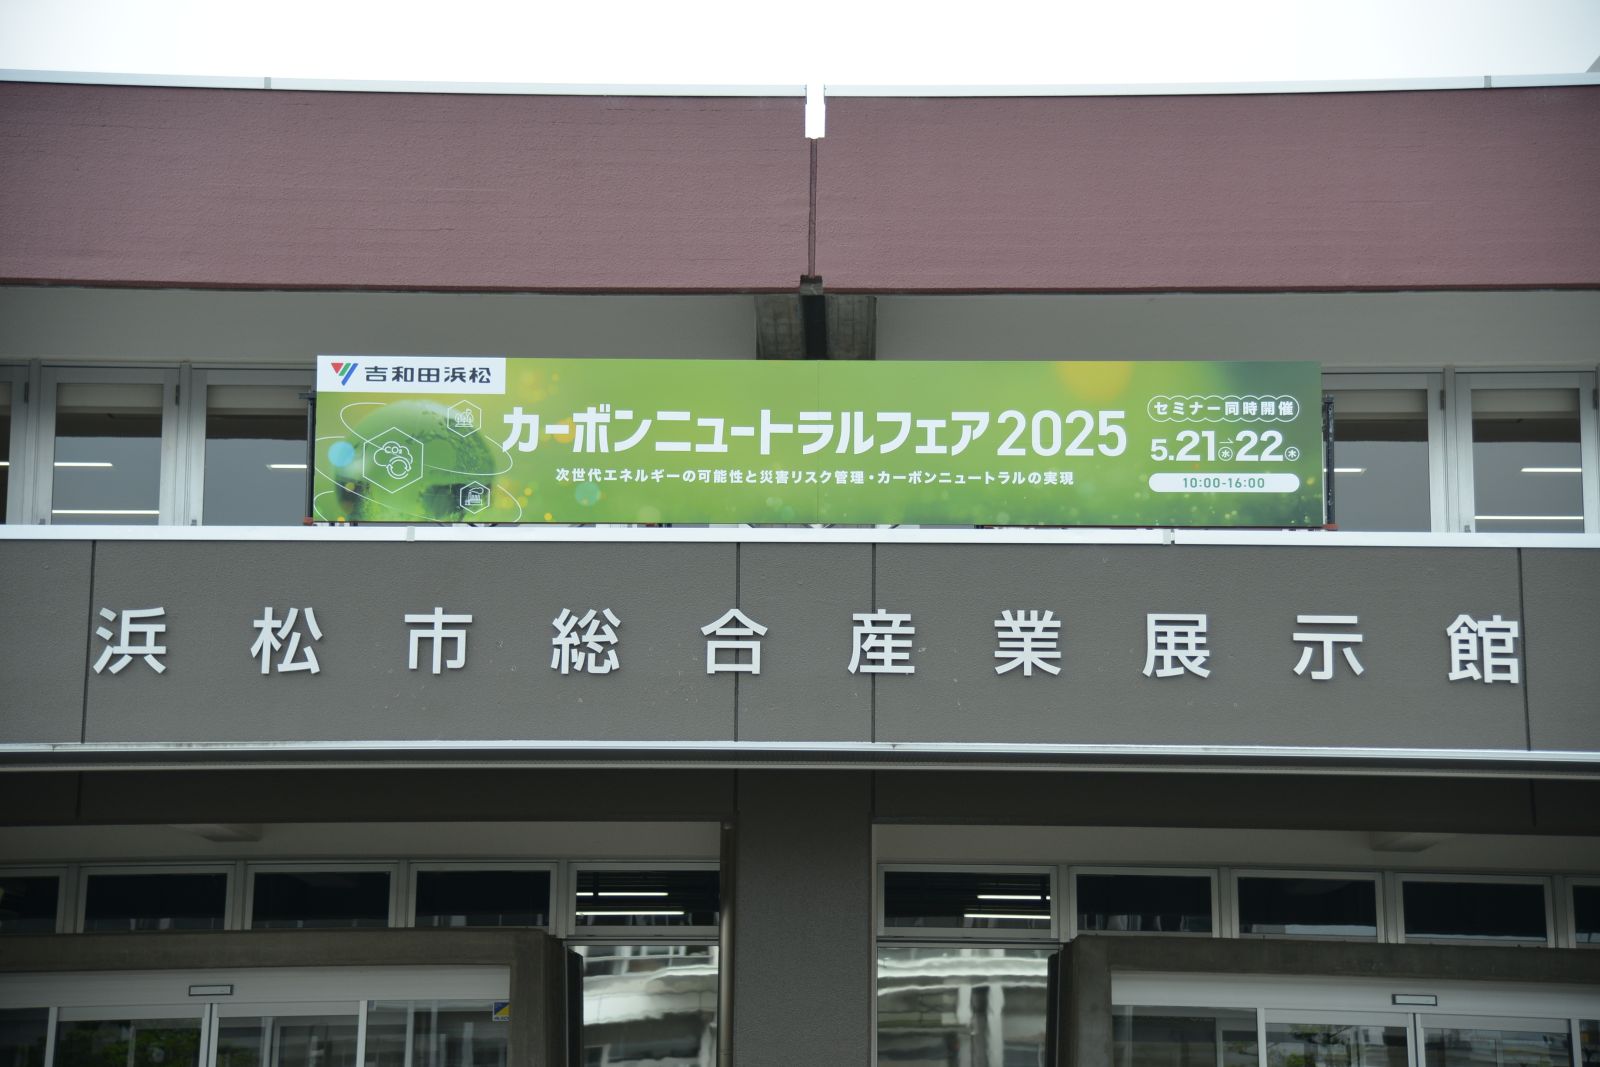 吉和田浜松
カーボンニュートラルフェア2025
次世代エネルギーの可能性と災害リスク管理・カーボンニュートラルの実現
セミナー同時開催
5.21水→22木
10:00-16:00
CO₂
浜松市総合産業展示館